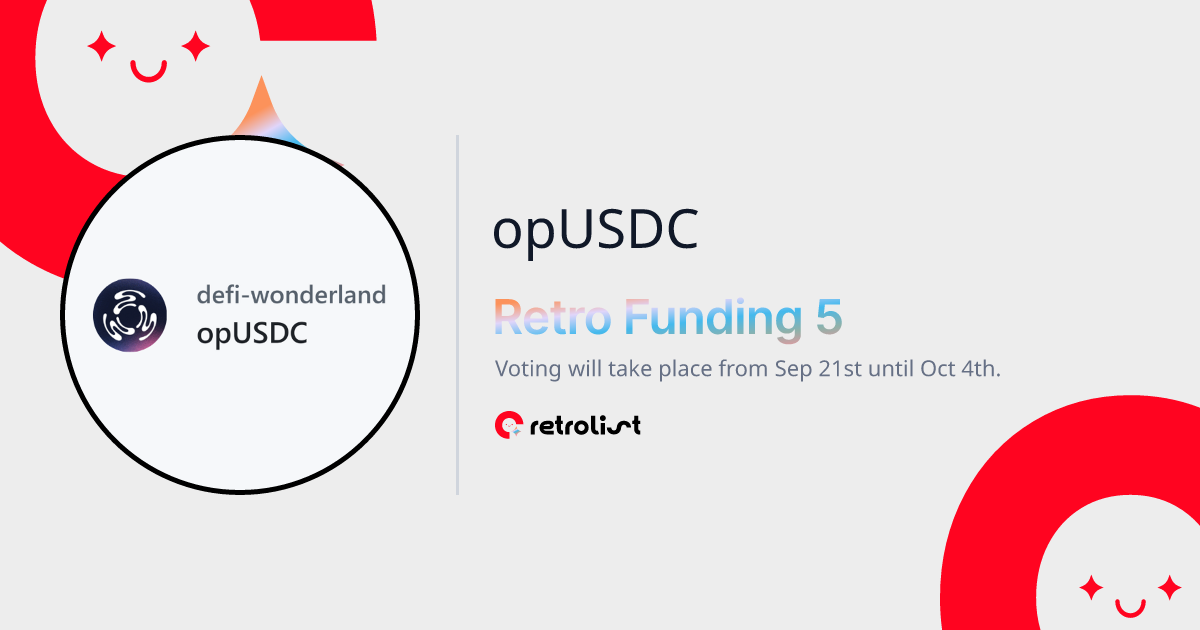 defi-wonderland
opUSDC
opUSDC
Retro Funding 5
Voting will take place from Sep 21st until Oct 4th.
retrolist